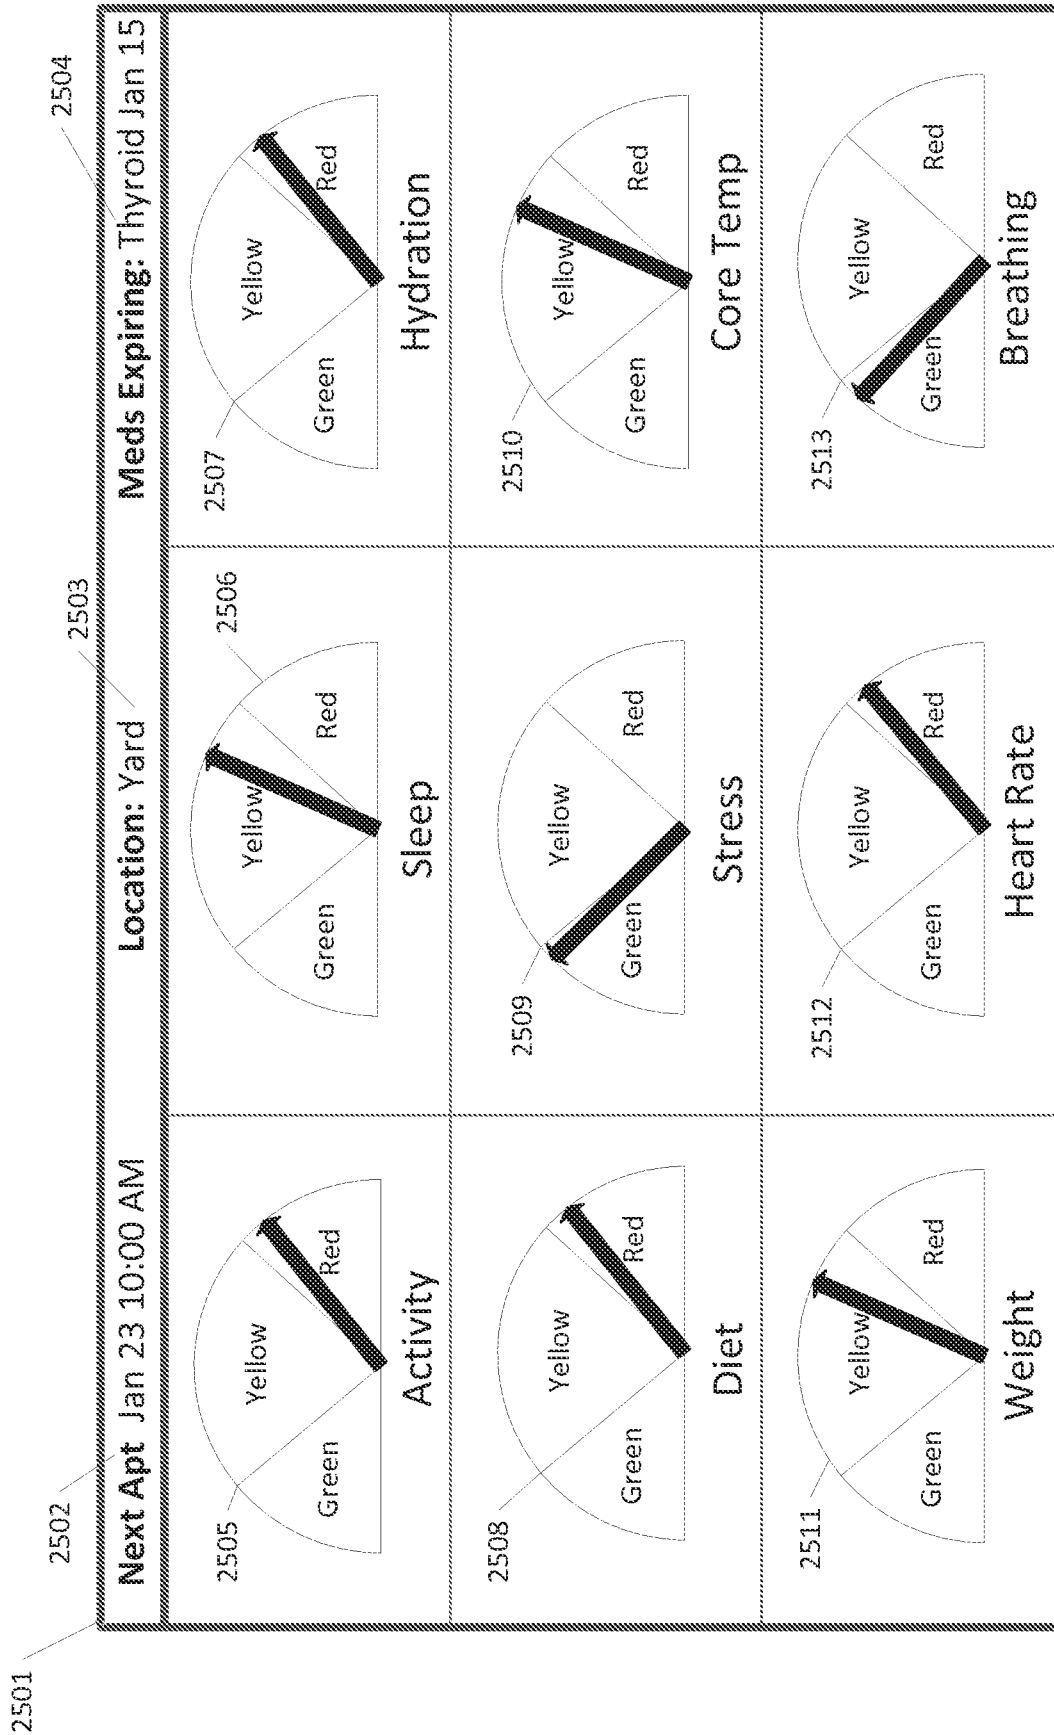 2501
2502
2503
2504
Next Apt Jan 23 10:00 AM Location: Yard Meds Expiring: Thyroid Jan 15
2505
Green
Yellow
Red
Activity
2506
Green
Yellow
Red
Sleep
2507
Green
Yellow
Red
Hydration
2508
Green
Yellow
Red
Diet
2509
Green
Yellow
Red
Stress
2510
Green
Yellow
Red
Core Temp
2511
Green
Yellow
Red
Weight
2512
Green
Yellow
Red
Heart Rate
2513
Green
Yellow
Red
Breathing